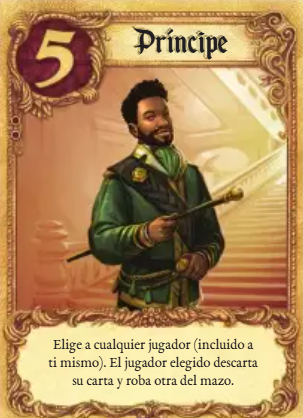 5
Príncipe
Elige a cualquier jugador (incluido a
ti mismo). El jugador elegido descarta
su carta y roba otra del mazo.